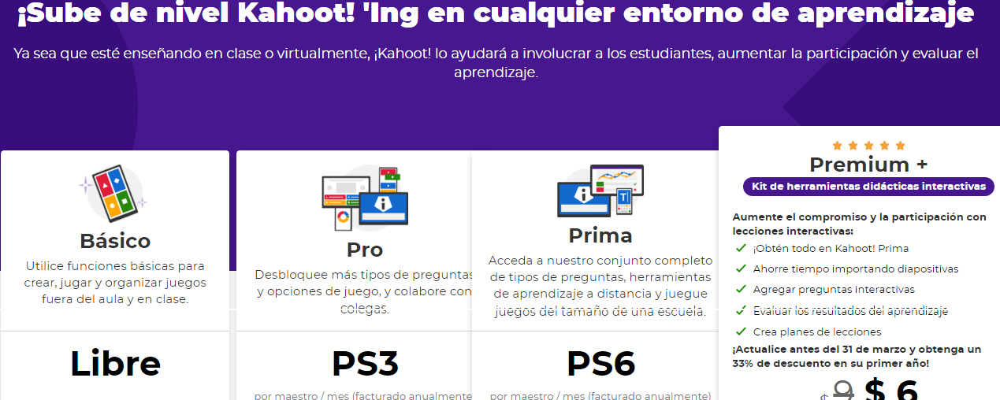 ¡Sube de nivel Kahoot! 'Ing en cualquier entorno de aprendizaje
Ya sea que esté enseñando en clase o virtualmente, ¡Kahoot! lo ayudará a involucrar a los estudiantes, aumentar la participación y evaluar el
aprendizaje.
Básico
Utilice funciones básicas para
crear, jugar y organizar juegos
fuera del aula y en clase.
Libre
Pro
Desbloquee más tipos de preguntas
y opciones de juego, y colabore con
colegas.
PS3
por maestro / mes (facturado anualmente
Prima
Acceda a nuestro conjunto completo
de tipos de preguntas, herramientas
de aprendizaje a distancia y juegue
juegos del tamaño de una escuela.
PS6
por maestro / mes (facturado anualmente)
Premium +
Kit de herramientas didácticas interactivas
Aumente el compromiso y la participación con
lecciones interactivas:
¡Obtén todo en Kahoot! Prima
Ahorre tiempo importando diapositivas
Agregar preguntas interactivas
Evaluar los resultados del aprendizaje
Crea planes de lecciones
¡Actualice antes del 31 de marzo y obtenga un
33% de descuento en su primer año!
$ 9 $ 6